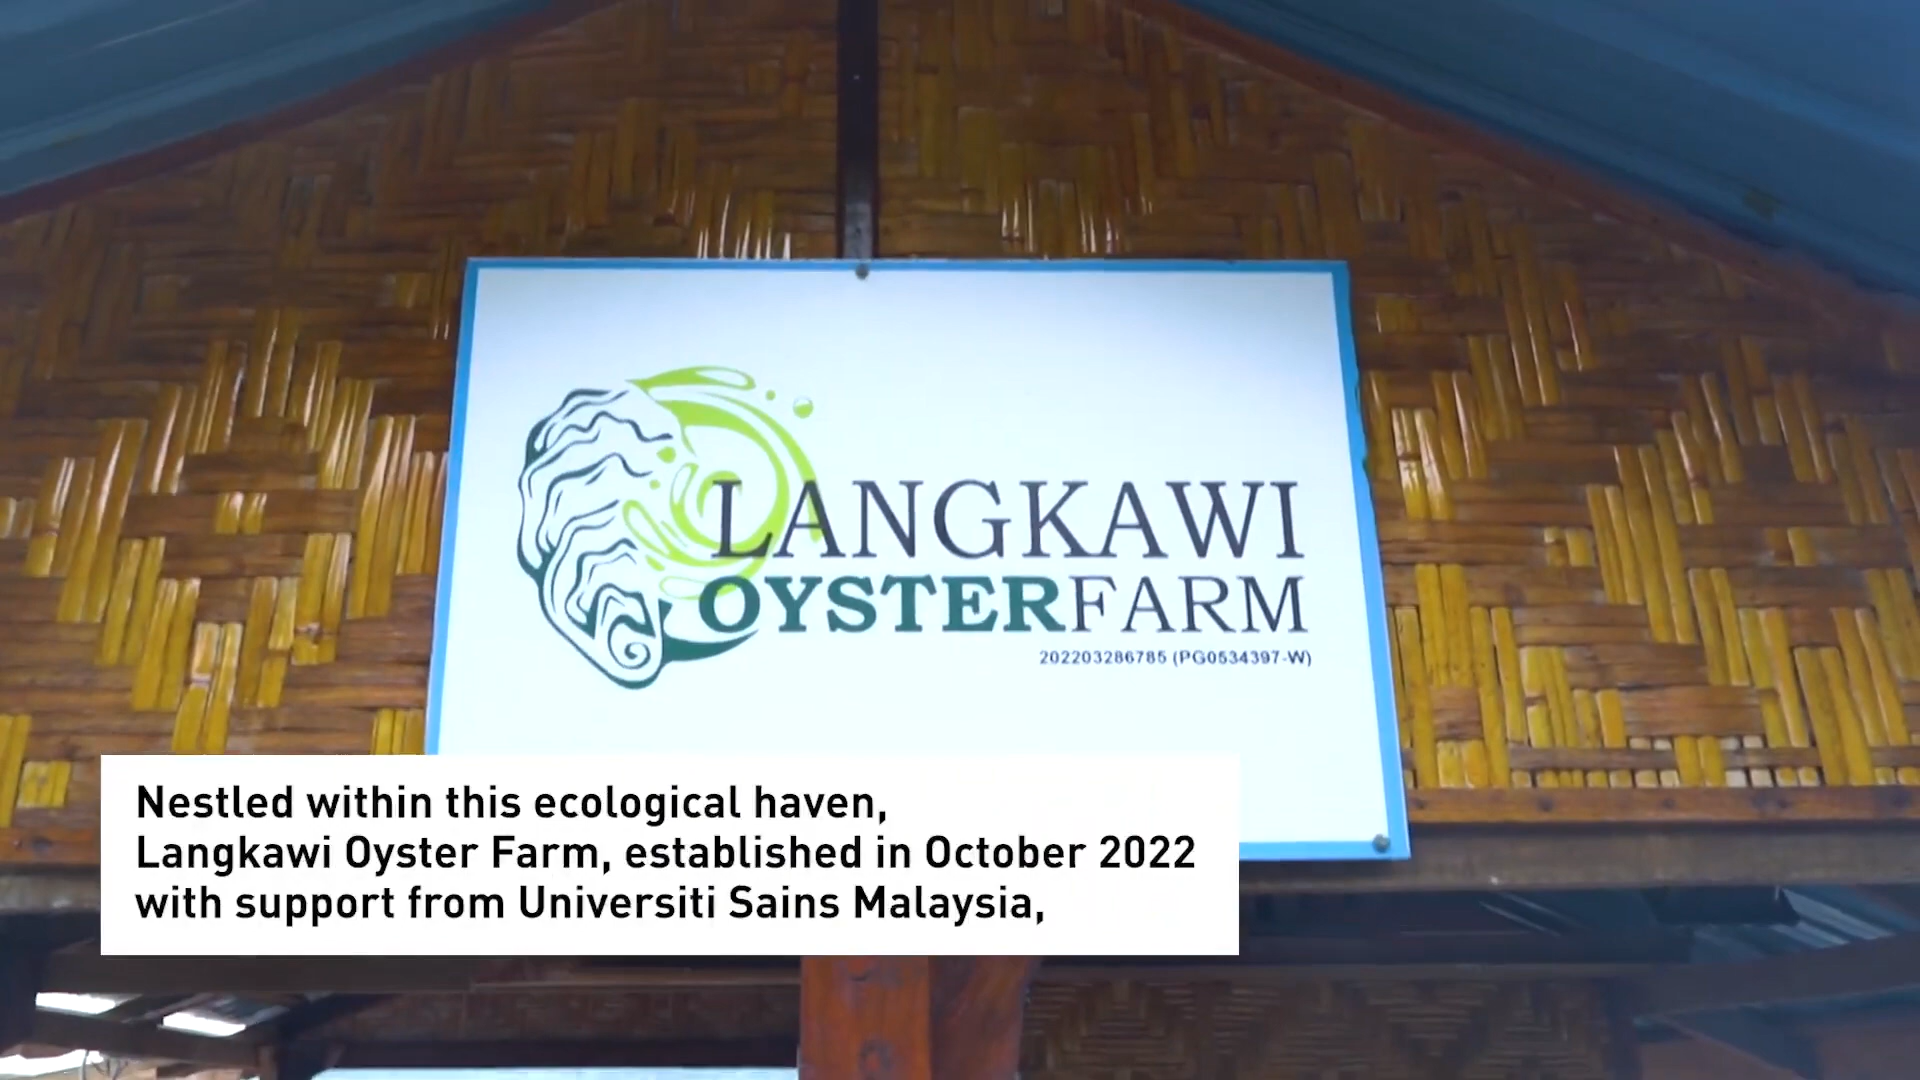 LANGKAWI
OYSTERFARM
202203286785 (PG0534397-W)
Nestled within this ecological haven,
Langkawi Oyster Farm, established in October 2022
with support from Universiti Sains Malaysia,